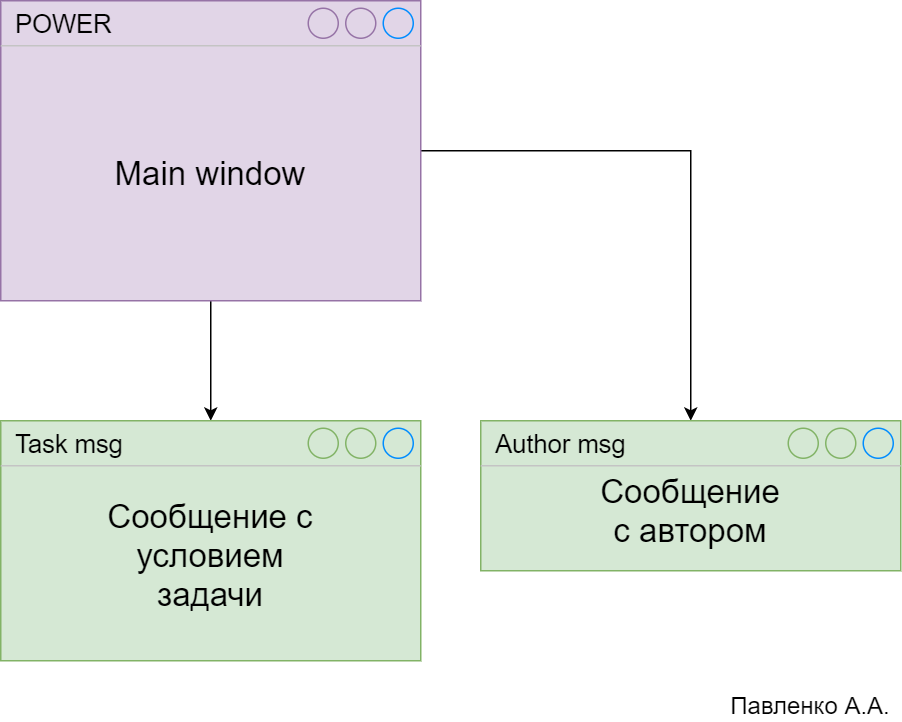 POWER
Main window
Task msg
Сообщение с
условием
задачи
Author msg
Сообщение
с автором
Павленко А.А.